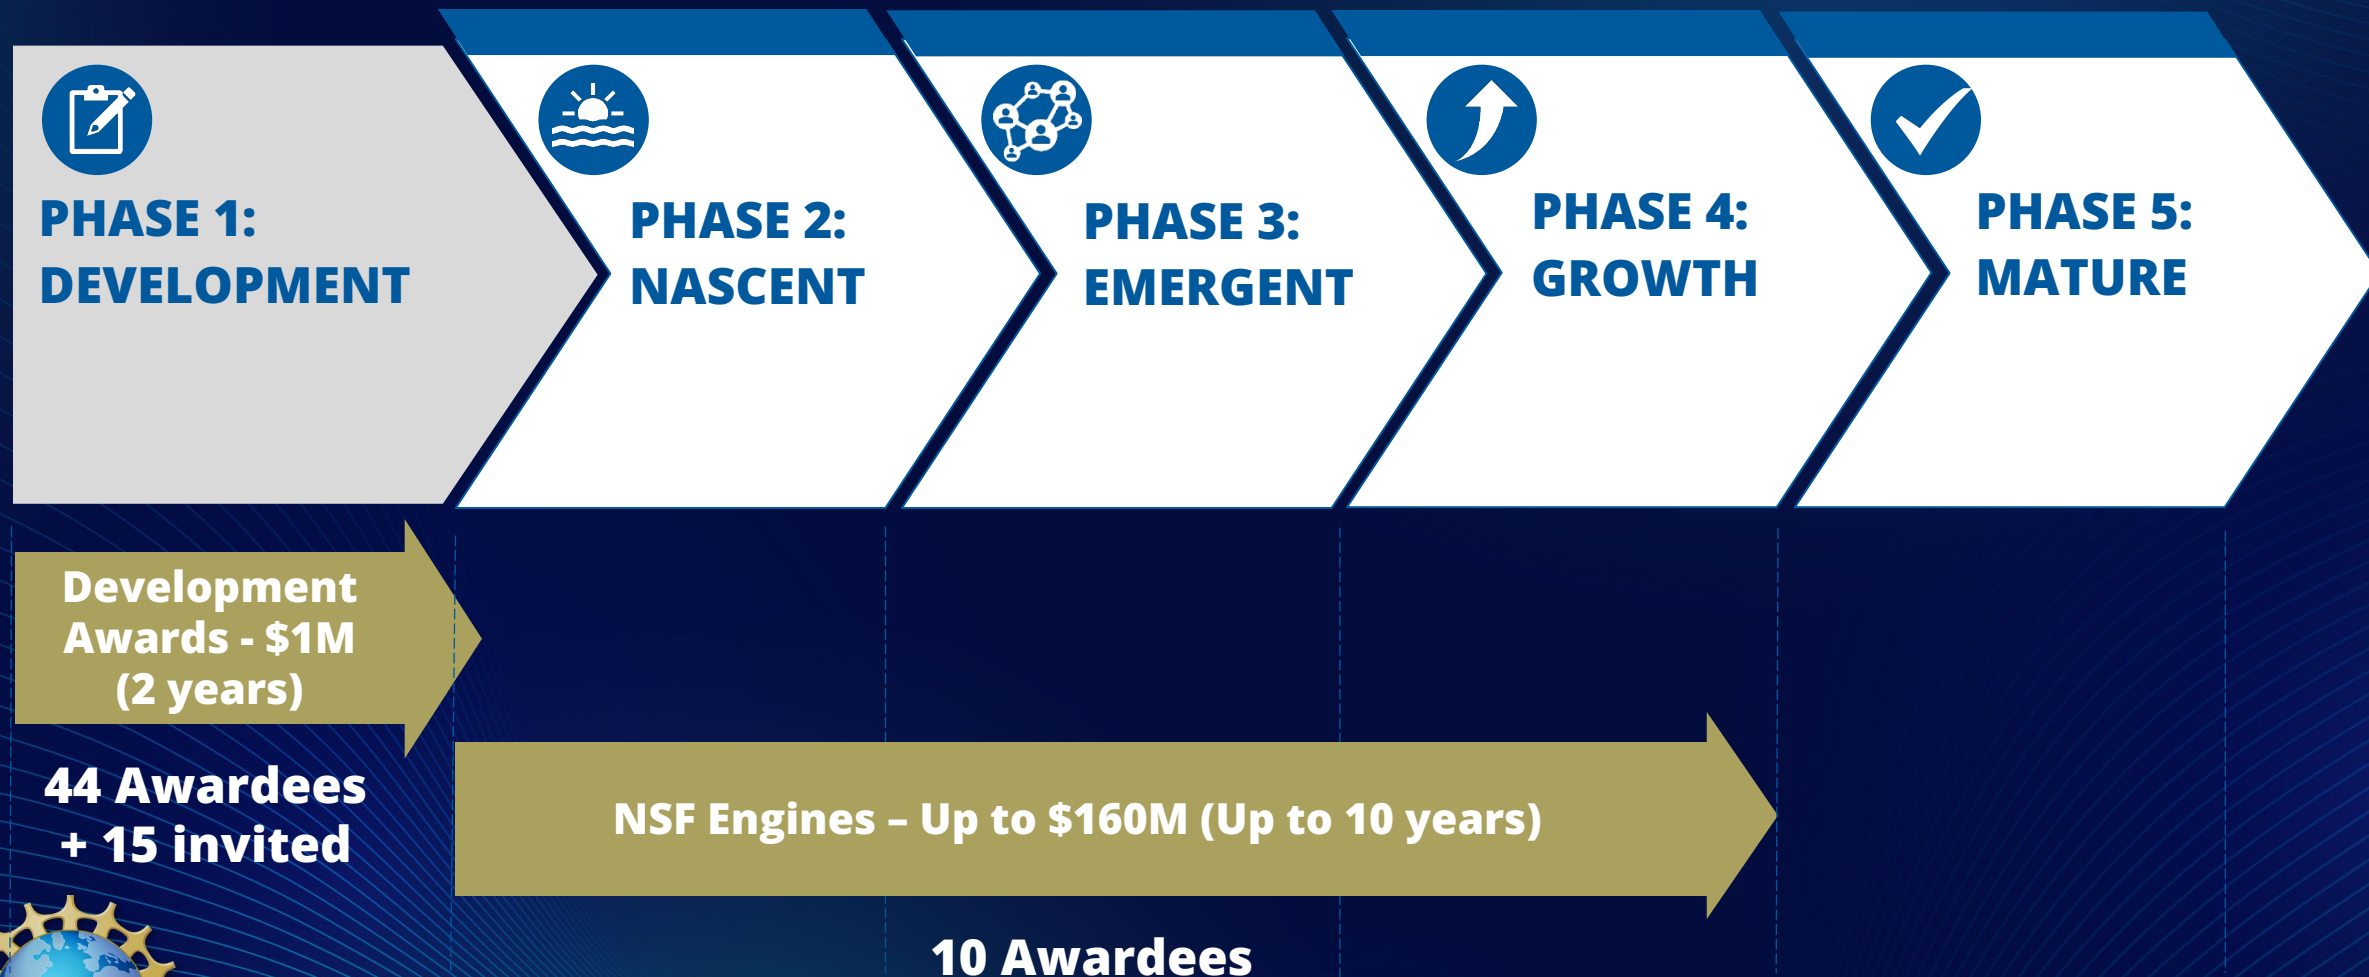 PHASE 1:
DEVELOPMENT
PHASE 2:
NASCENT
PHASE 3:
EMERGENT
PHASE 4:
GROWTH
PHASE 5:
MATURE
Development
Awards - $1M
(2 years)
44 Awardees
+ 15 invited
NSF Engines – Up to $160M (Up to 10 years)
10 Awardees